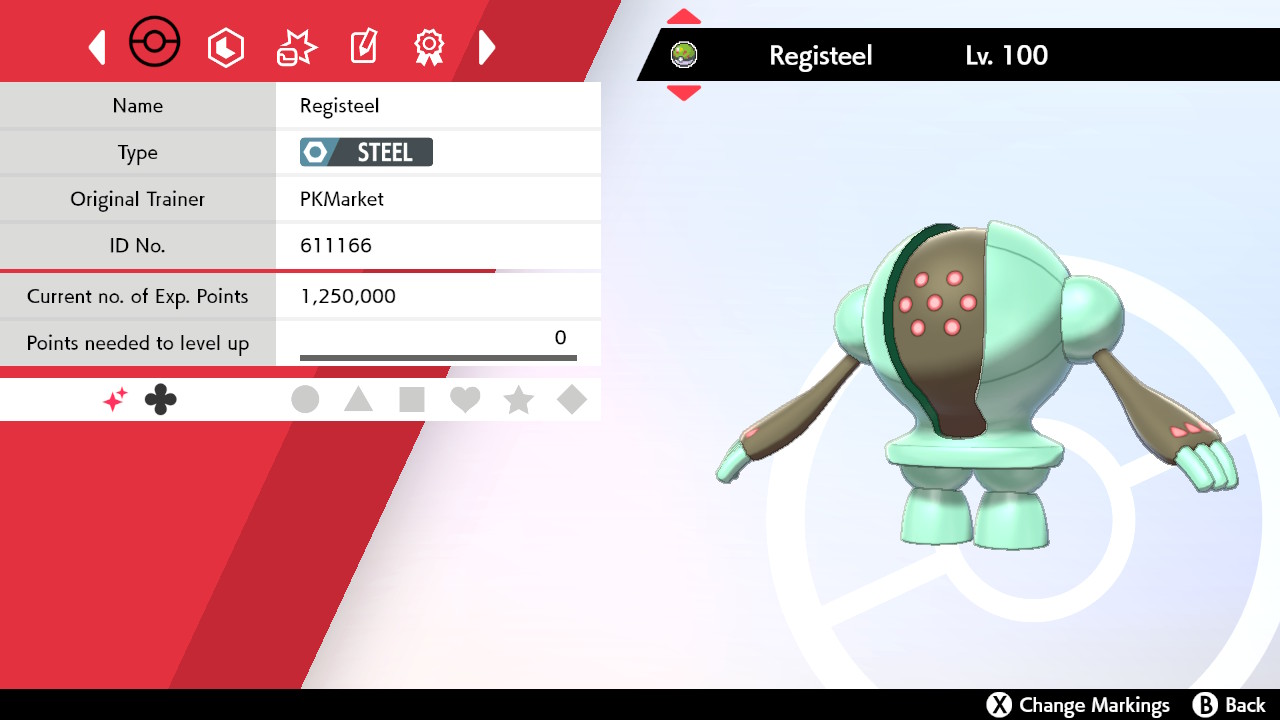 Registeel Lv. 100
Name Registeel
Type STEEL
Original Trainer PKMarket
ID No. 611166
Current no. of Exp. Points 1,250,000
Points needed to level up 0
X Change Markings B Back